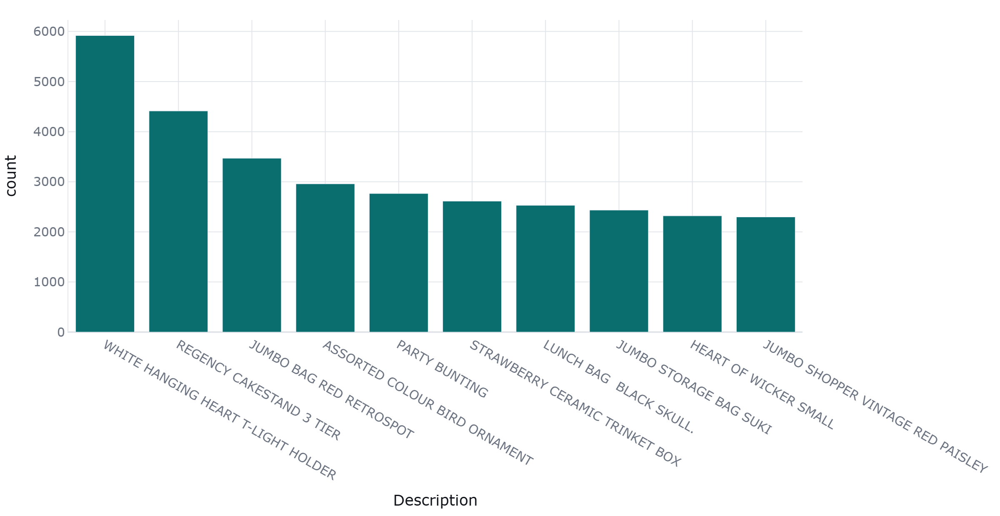 6000
5000
4000
3000
2000
1000
0
count
WHITE HANGING HEART T-LIGHT HOLDER
REGENCY CAKESTAND 3 TIER
JUMBO BAG RED RETROSPOT
ASSORTED COLOUR BIRD ORNAMENT
PARTY BUNTING
STRAWBERRY CERAMIC TRINKET BOX
LUNCH BAG  BLACK SKULL.
JUMBO STORAGE BAG SUKI
HEART OF WICKER SMALL
JUMBO SHOPPER VINTAGE RED PAISLEY
Description